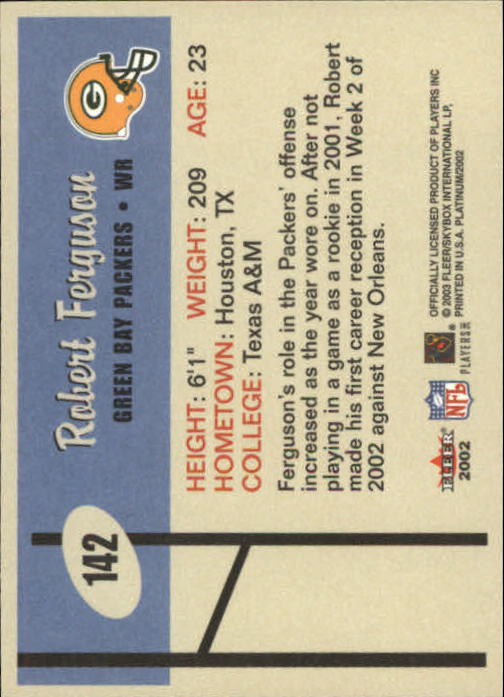 142
Robert Ferguson
GREEN BAY PACKERS • WR
G
HEIGHT: 6'1" WEIGHT: 209 AGE: 23
HOMETOWN: Houston, TX
COLLEGE: Texas A&M
Ferguson's role in the Packers' offense
increased as the year wore on. After not
playing in a game as a rookie in 2001, Robert
made his first career reception in Week 2 of
2002 against New Orleans.
FLEER
2002
NFL
PLAYERS INC
OFFICIALLY LICENSED PRODUCT OF PLAYERS INC
© 2003 FLEER/SKYBOX INTERNATIONAL LP,
PRINTED IN U.S.A. PLATINUM/2002